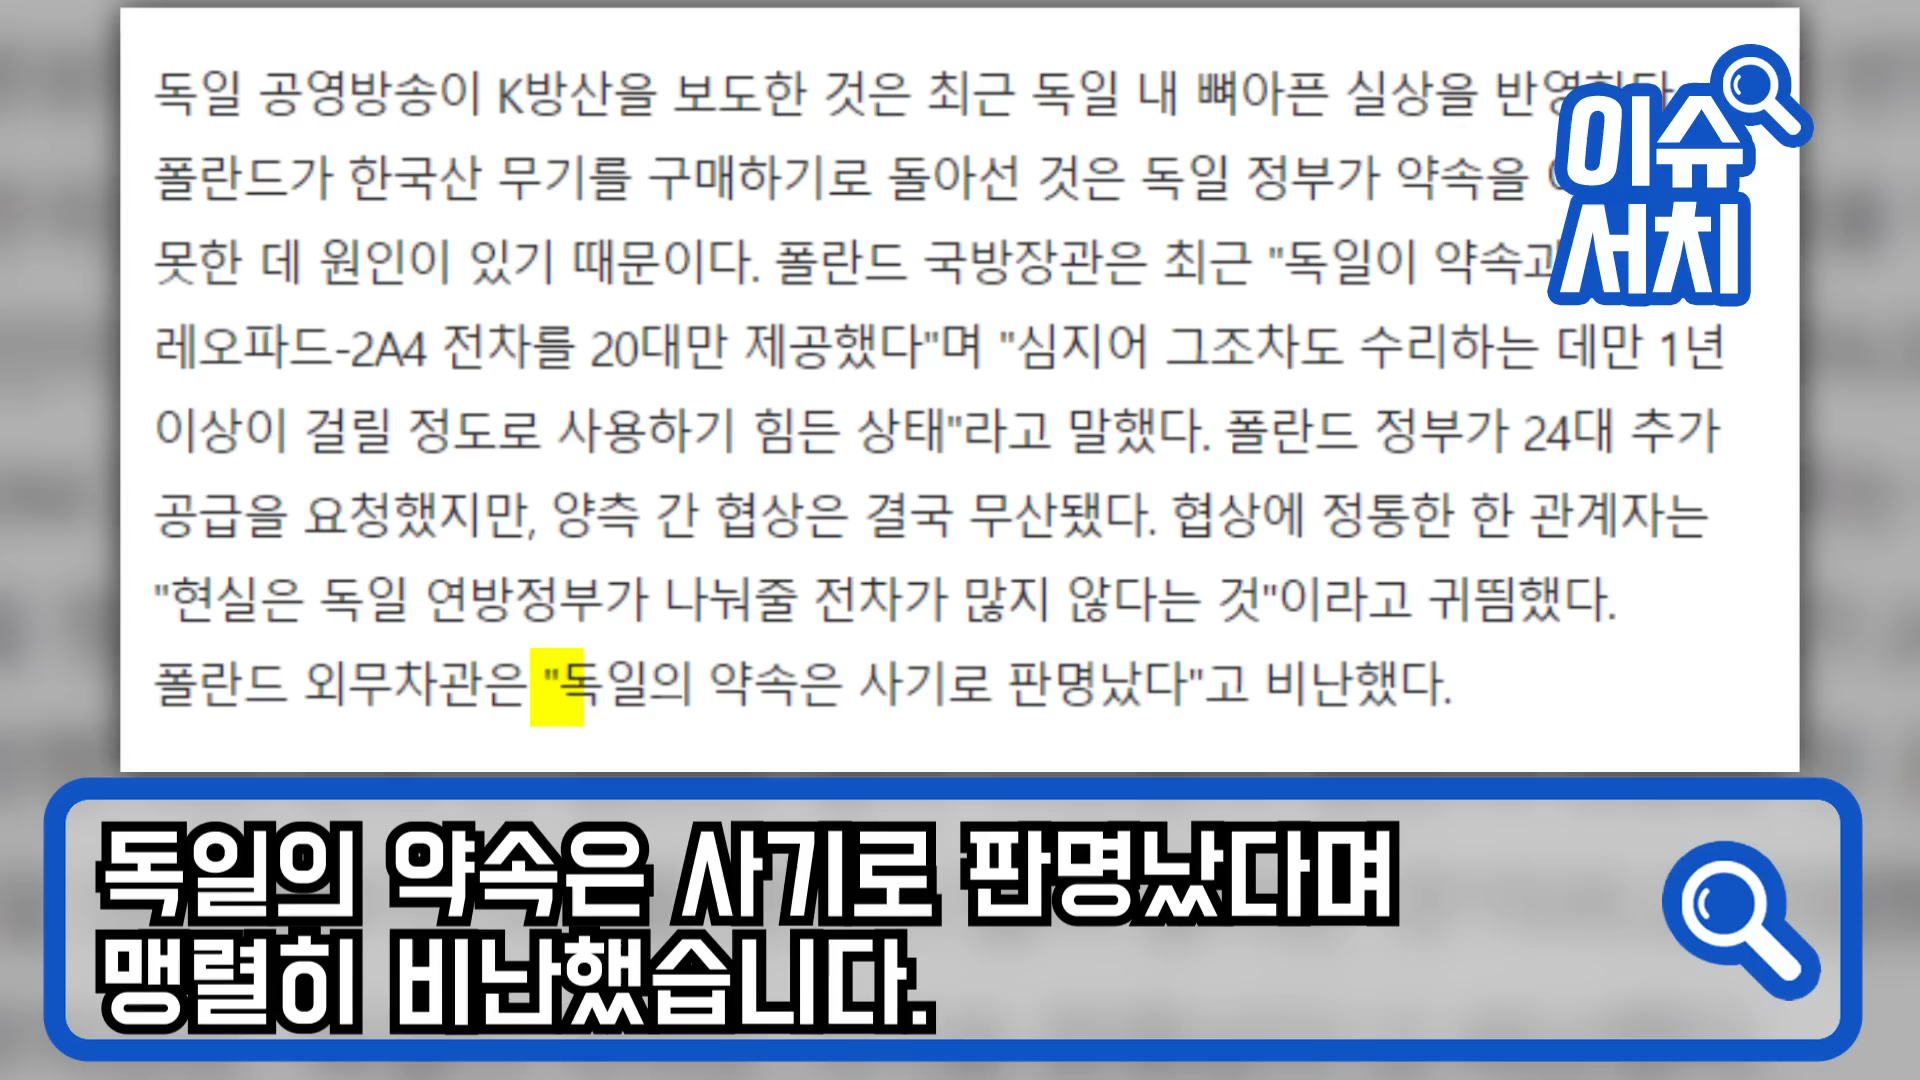 독일 공영방송이 K방산을 보도한 것은 최근 독일 내 뼈아픈 실상을
폴란드가 한국산 무기를 구매하기로 돌아선 것은 독일 정부가 약속을
못한 데 원인이 있기 때문이다. 폴란드 국방장관은 최근 "독일이
레오파드-2A4 전차를 20대만 제공했다"며 "심지어 그조차도 수리하는 데만 1년
이상이 걸릴 정도로 사용하기 힘든 상태"라고 말했다. 폴란드 정부가 24대 추가
공급을 요청했지만, 양측 간 협상은 결국 무산됐다. 협상에 정통한 한 관계자는
"현실은 독일 연방정부가 나눠줄 전차가 많지 않다는 것"이라고 귀띔했다.
폴란드 외무차관은 "독일의 약속은 사기로 판명났다"고 비난했다.
이슈
서치
독일의 약속은 사기로 판명났다며
맹렬히 비난했습니다.